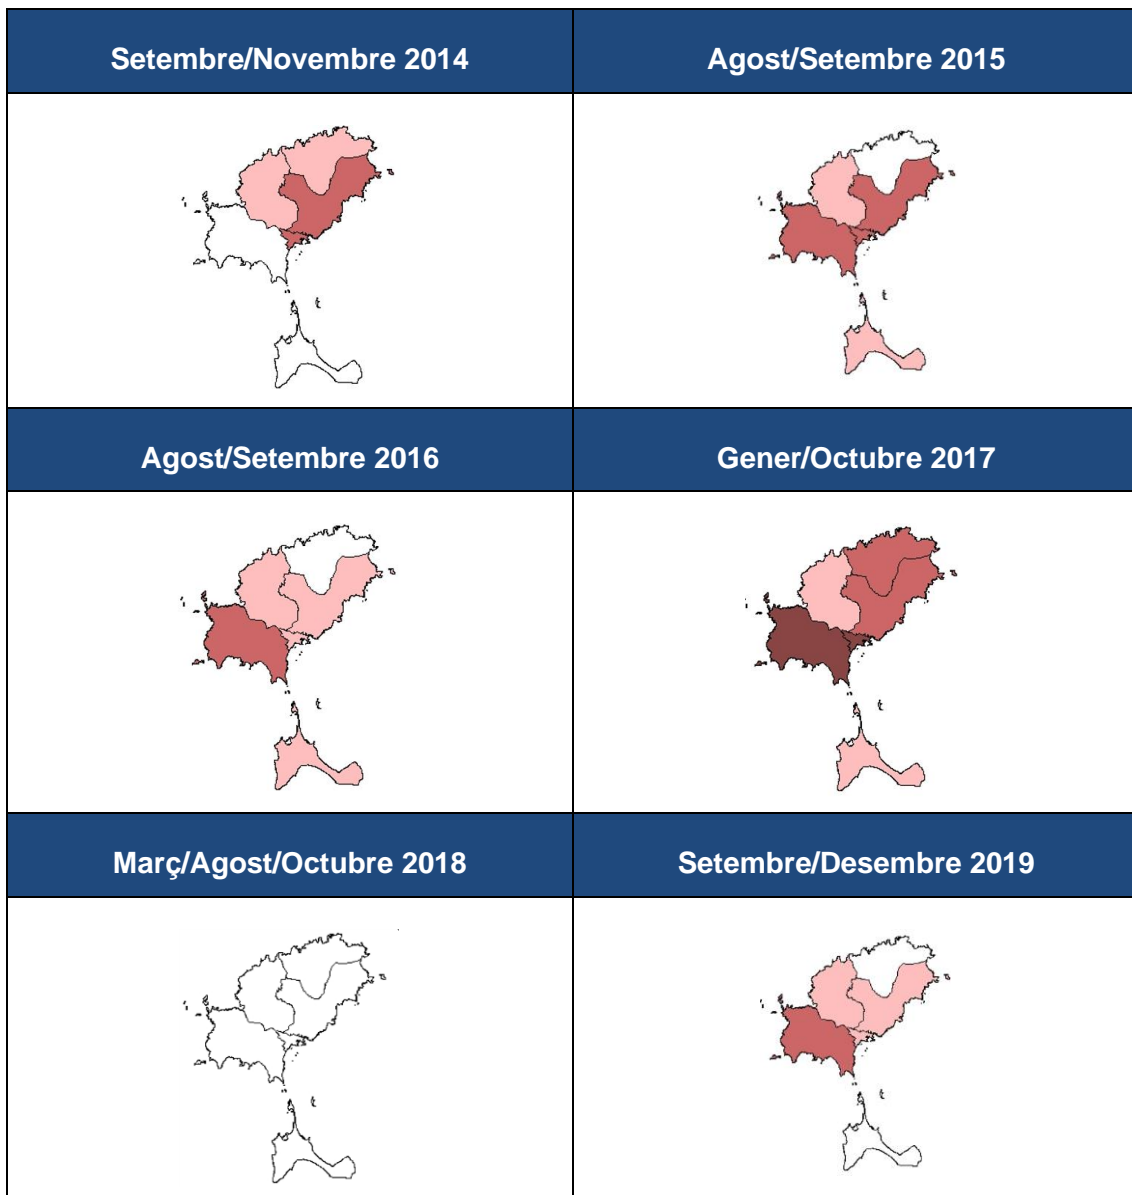 Setembre/Novembre 2014
Agost/Setembre 2015
Agost/Setembre 2016
Gener/Octubre 2017
Març/Agost/Octubre 2018
Setembre/Desembre 2019